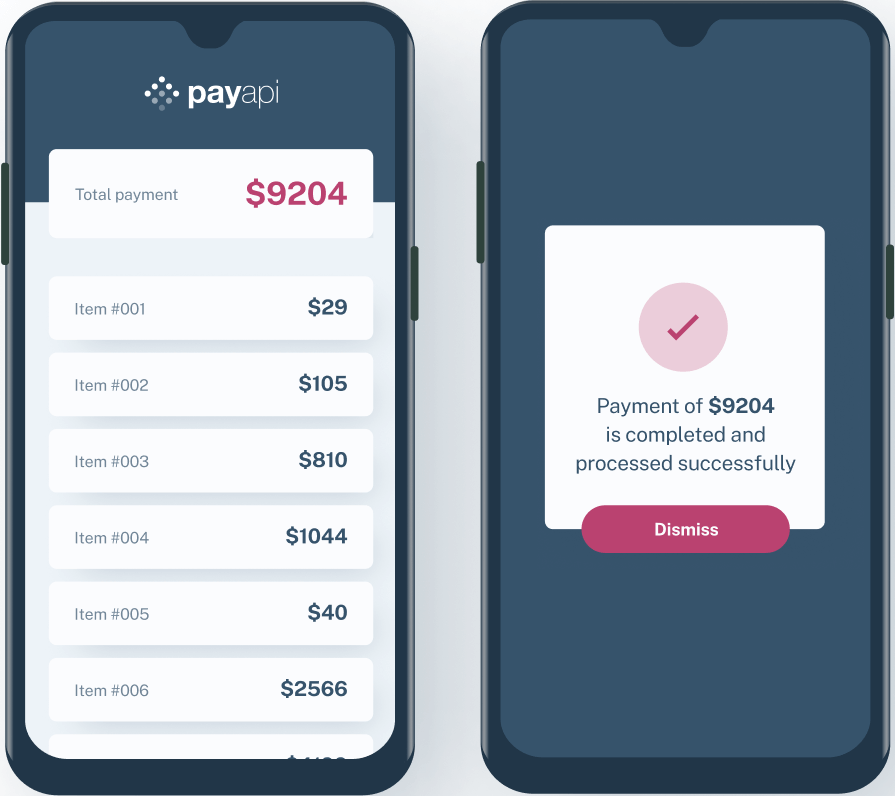 payapi
Total payment $9204
Item #001 $29
Item #002 $105
Item #003 $810
Item #004 $1044
Item #005 $40
Item #006 $2566
Payment of $9204
is completed and
processed successfully
Dismiss